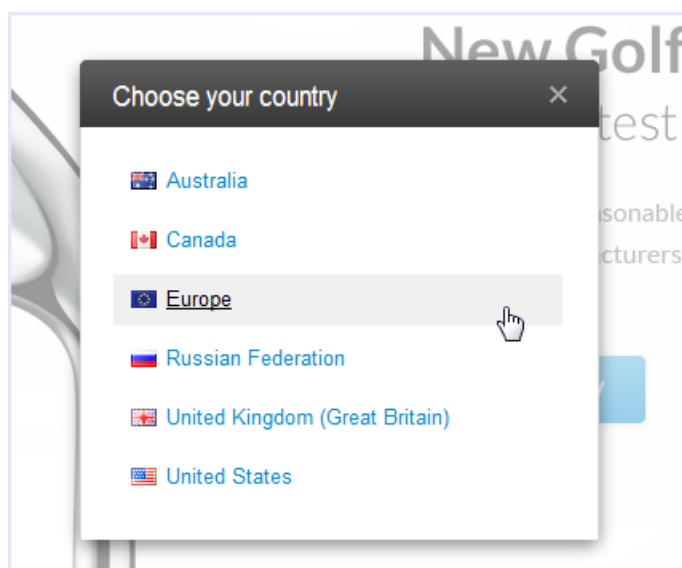 New Golf
Choose your country
test
Australia
sonable
Canada
cturers
Europe
Russian Federation
United Kingdom (Great Britain)
United States